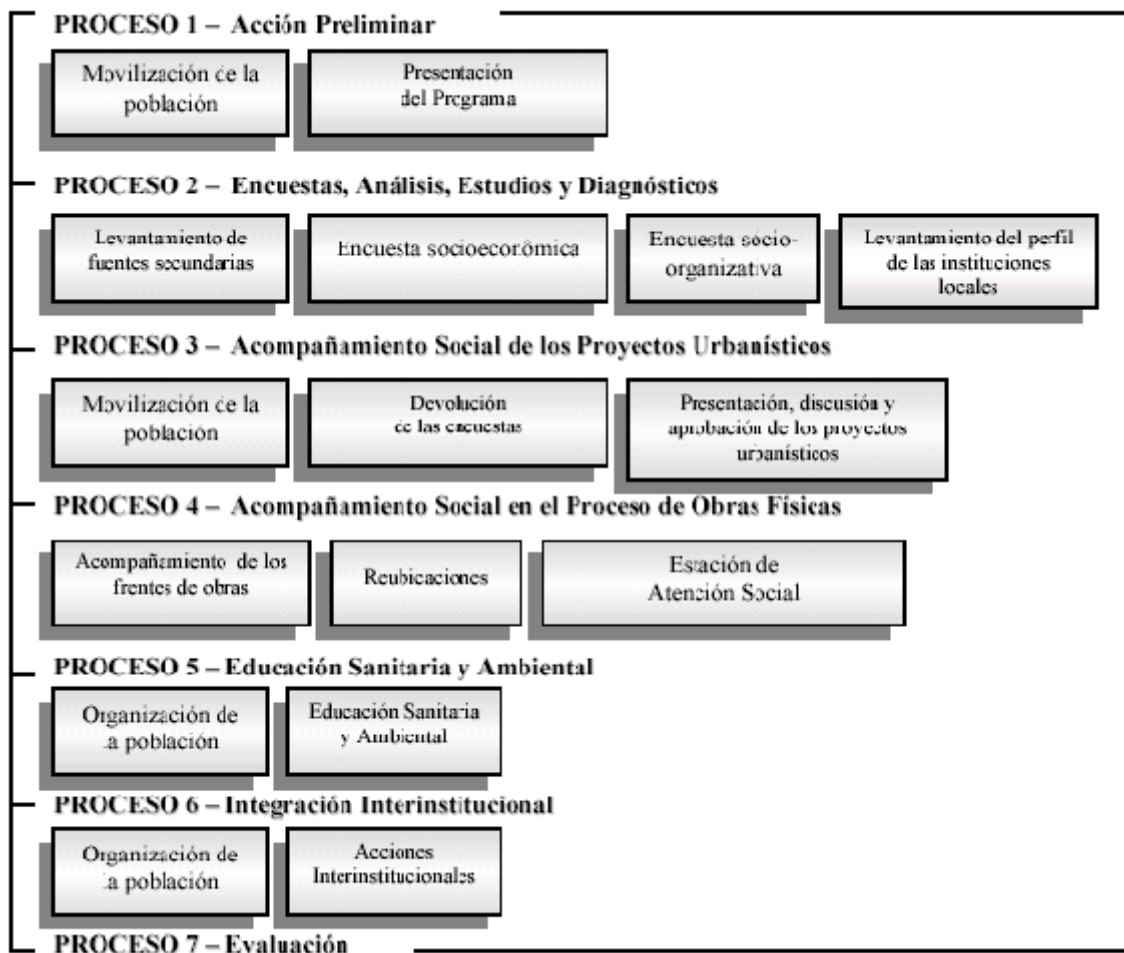 PROCESO 1 – Acción Preliminar
Movilización de la
población
Presentación
del Programa
PROCESO 2 – Encuestas, Análisis, Estudios y Diagnósticos
Levantamiento de
fuentes secundarias
Encuesta socioeconômica
Encuesta sócio-
organizativa
Levantamiento del perfil
de las instituciones
locales
PROCESO 3 – Acompañamiento Social de los Proyectos Urbanísticos
Movilización de la
población
Devolución
de las encuestas
Presentación, discusión y
aprobación de los proyectos
urbanísticos
PROCESO 4 – Acompañamiento Social en el Proceso de Obras Físicas
Acompañamiento de los
frentes de obras
Reubicaciones
Estación de
Atención Social
PROCESO 5 – Educación Sanitaria y Ambiental
Organización de
la población
Educación Sanitaria
y Ambiental
PROCESO 6 – Integración Interinstitucional
Organización de
la población
Acciones
Interinstitucionales
PROCESO 7 – Evaluación